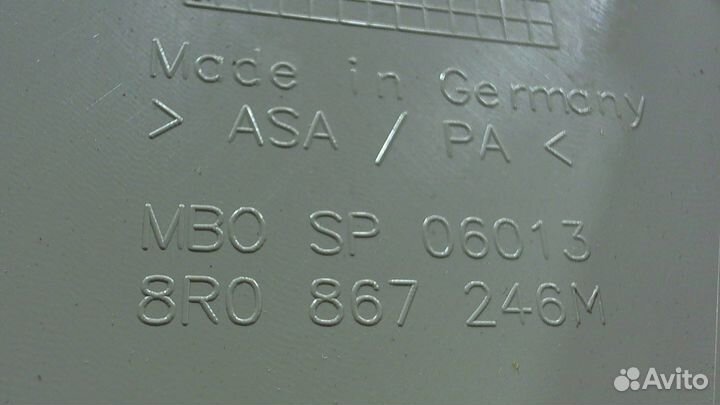 Made in Germany
> ASA / PA <
MBO SP 06013
8R0 867 246M
Avito